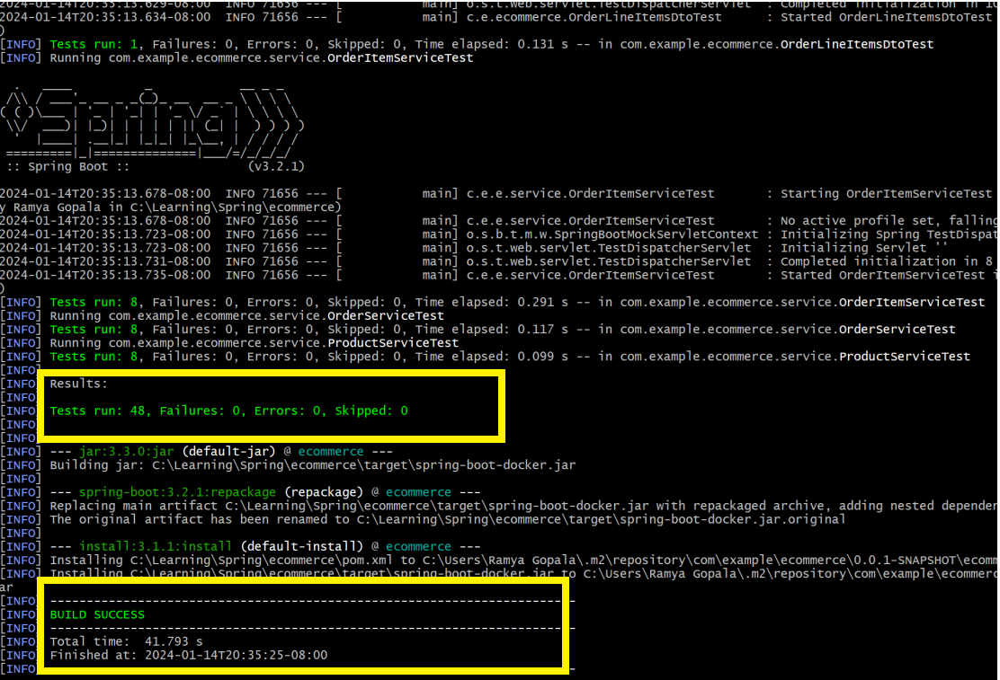 2024-01-14T20:35:13.629-08:00  INFO 71656 --- [           main] o.s.t.web.servlet.TestDispatcherServlet  : Completed initialization in 10
2024-01-14T20:35:13.634-08:00  INFO 71656 --- [           main] c.e.ecommerce.OrderLineItemsDtoTest      : Started OrderLineItemsDtoTest
)
[INFO] Tests run: 1, Failures: 0, Errors: 0, Skipped: 0, Time elapsed: 0.131 s -- in com.example.ecommerce.OrderLineItemsDtoTest
[INFO] Running com.example.ecommerce.service.OrderItemServiceTest
Spring
:: Spring Boot ::                (v3.2.1)
2024-01-14T20:35:13.678-08:00  INFO 71656 --- [           main] c.e.e.service.OrderItemServiceTest       : Starting OrderItemServiceTest
y Ramya Gopala in C:\Learning\Spring\ecommerce)
2024-01-14T20:35:13.678-08:00  INFO 71656 --- [           main] c.e.e.service.OrderItemServiceTest       : No active profile set, falling
2024-01-14T20:35:13.723-08:00  INFO 71656 --- [           main] o.s.b.t.m.w.SpringBootMockServletContext : Initializing Spring TestDispat
2024-01-14T20:35:13.723-08:00  INFO 71656 --- [           main] o.s.t.web.servlet.TestDispatcherServlet  : Initializing Servlet ''
2024-01-14T20:35:13.731-08:00  INFO 71656 --- [           main] o.s.t.web.servlet.TestDispatcherServlet  : Completed initialization in 8
2024-01-14T20:35:13.735-08:00  INFO 71656 --- [           main] c.e.e.service.OrderItemServiceTest       : Started OrderItemServiceTest i
)
[INFO] Tests run: 8, Failures: 0, Errors: 0, Skipped: 0, Time elapsed: 0.291 s -- in com.example.ecommerce.service.OrderItemServiceTest
[INFO] Running com.example.ecommerce.service.OrderServiceTest
[INFO] Tests run: 8, Failures: 0, Errors: 0, Skipped: 0, Time elapsed: 0.117 s -- in com.example.ecommerce.service.OrderServiceTest
[INFO] Running com.example.ecommerce.service.ProductServiceTest
[INFO] Tests run: 8, Failures: 0, Errors: 0, Skipped: 0, Time elapsed: 0.099 s -- in com.example.ecommerce.service.ProductServiceTest
[INFO]
[INFO] Results:
[INFO]
[INFO] Tests run: 48, Failures: 0, Errors: 0, Skipped: 0
[INFO]
[INFO]
[INFO] --- jar:3.3.0:jar (default-jar) @ ecommerce ---
[INFO] Building jar: C:\Learning\Spring\ecommerce\target\spring-boot-docker.jar
[INFO]
[INFO] --- spring-boot:3.2.1:repackage (repackage) @ ecommerce ---
[INFO] Replacing main artifact C:\Learning\Spring\ecommerce\target\spring-boot-docker.jar with repackaged archive, adding nested dependen
[INFO] The original artifact has been renamed to C:\Learning\Spring\ecommerce\target\spring-boot-docker.jar.original
[INFO]
[INFO] --- install:3.1.1:install (default-install) @ ecommerce ---
[INFO] Installing C:\Learning\Spring\ecommerce\pom.xml to C:\Users\Ramya Gopala\.m2\repository\com\example\ecommerce\0.0.1-SNAPSHOT\ecomm
[INFO] Installing C:\Learning\Spring\ecommerce\target\spring-boot-docker.jar to C:\Users\Ramya Gopala\.m2\repository\com\example\ecommerc
ar
[INFO] ------------------------------------------------------------------------
[INFO] BUILD SUCCESS
[INFO] ------------------------------------------------------------------------
[INFO] Total time:  41.793 s
[INFO] Finished at: 2024-01-14T20:35:25-08:00
[INFO] ------------------------------------------------------------------------